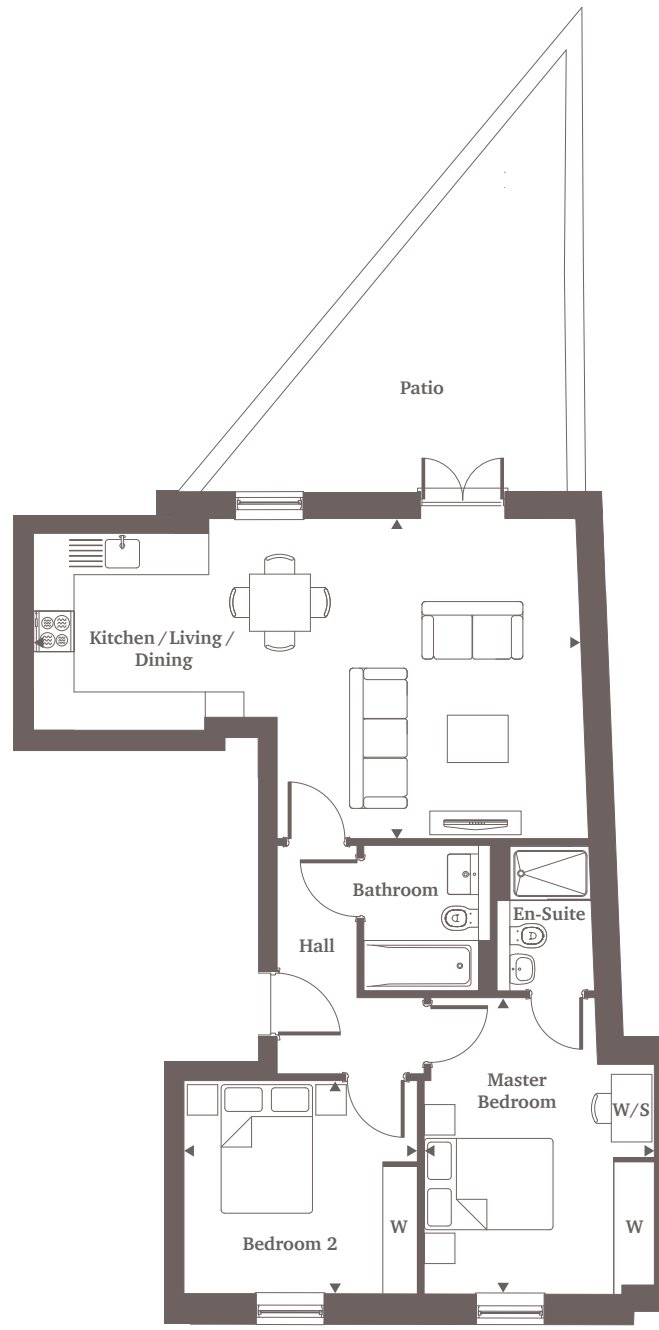 Patio
Kitchen / Living /
Dining
Bathroom
En-Suite
Hall
Master
Bedroom
W/S
W
W
Bedroom 2